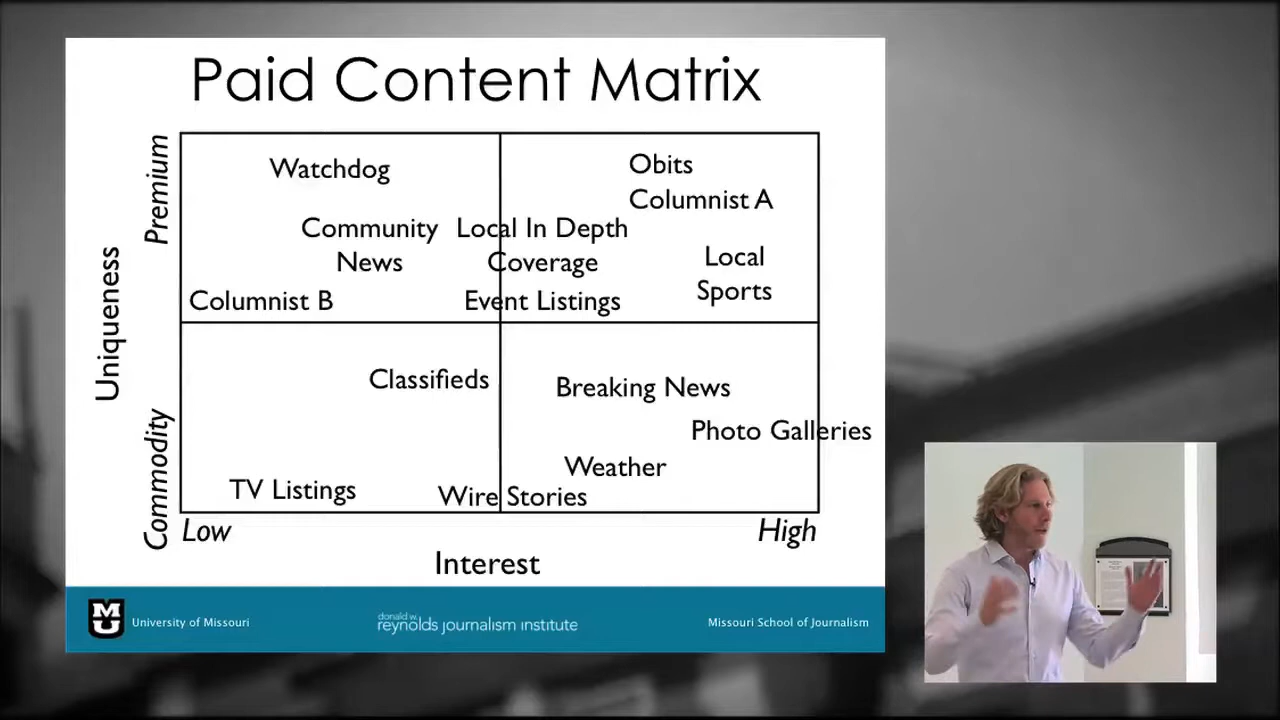 Paid Content Matrix
Premium
Uniqueness
Commodity
Watchdog
Obits
Columnist A
Community
News
Local In Depth
Coverage
Local
Sports
Columnist B
Event Listings
Classifieds
Breaking News
Photo Galleries
Weather
TV Listings
Wire Stories
Low
High
Interest
MU
University of Missouri
donald w.
reynolds journalism institute
Missouri School of Journalism